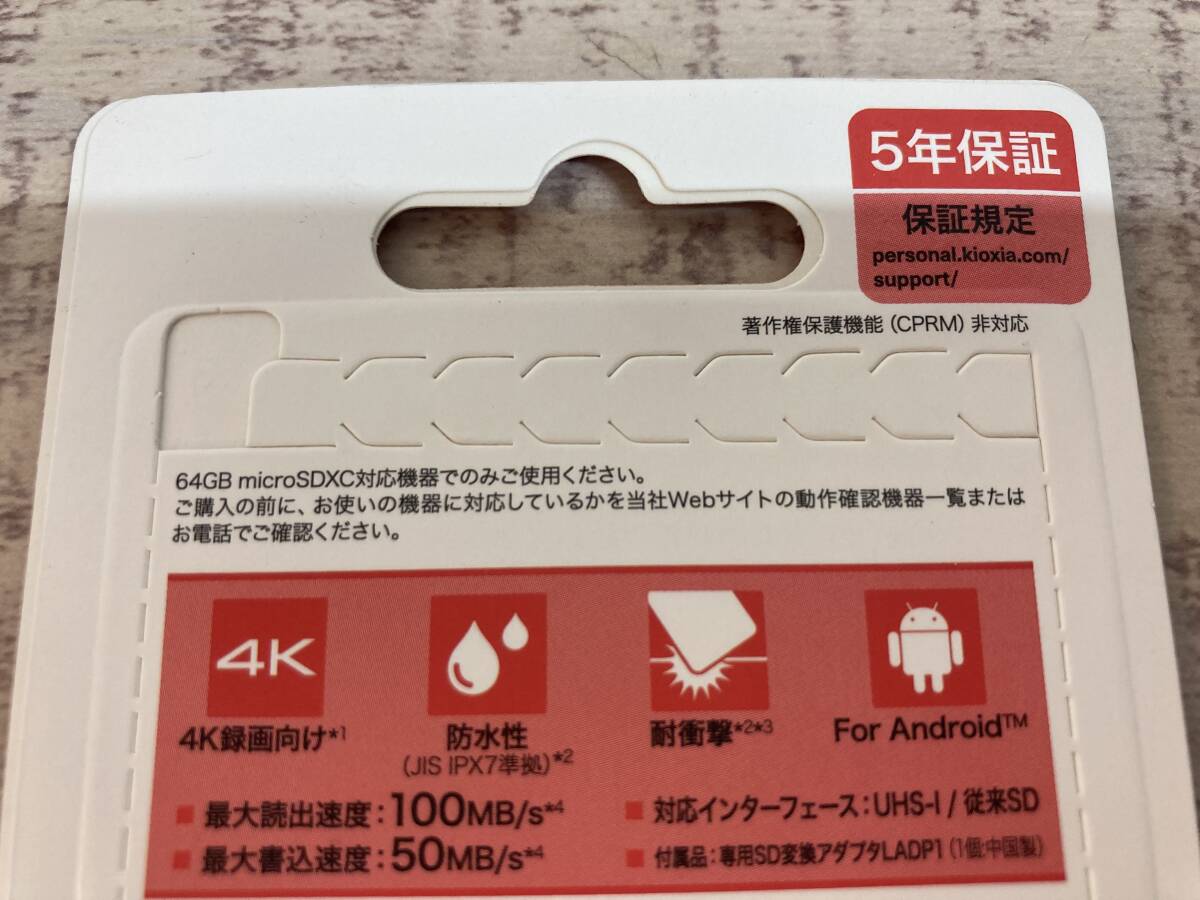 5年保証
保証規定
personal.kioxia.com/
support/
著作権保護機能（CPRM）非対応
64GB microSDXC対応機器でのみご使用ください。
ご購入の前に、お使いの機器に対応しているかを当社Webサイトの動作確認機器一覧または
お電話でご確認ください。
4K
4K録画向け*1
防水性
（JIS IPX7準拠）*2
耐衝撃*2*3
For Android™
■ 最大読出速度：100MB/s*4
■ 最大書込速度：50MB/s*4
■ 対応インターフェース：UHS-I / 従来SD
■ 付属品：専用SD変換アダプタLADP1（1個:中国製）